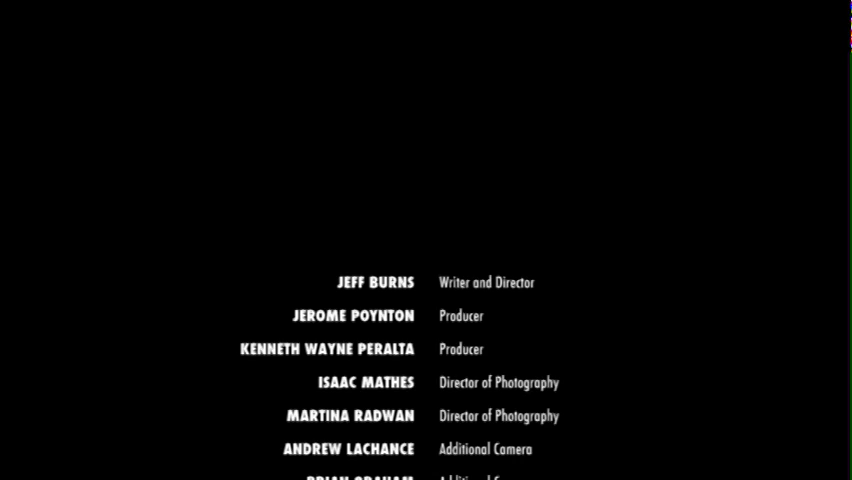 JEFF BURNS Writer and Director
JEROME POYNTON Producer
KENNETH WAYNE PERALTA Producer
ISAAC MATHES Director of Photography
MARTINA RADWAN Director of Photography
ANDREW LACHANCE Additional Camera